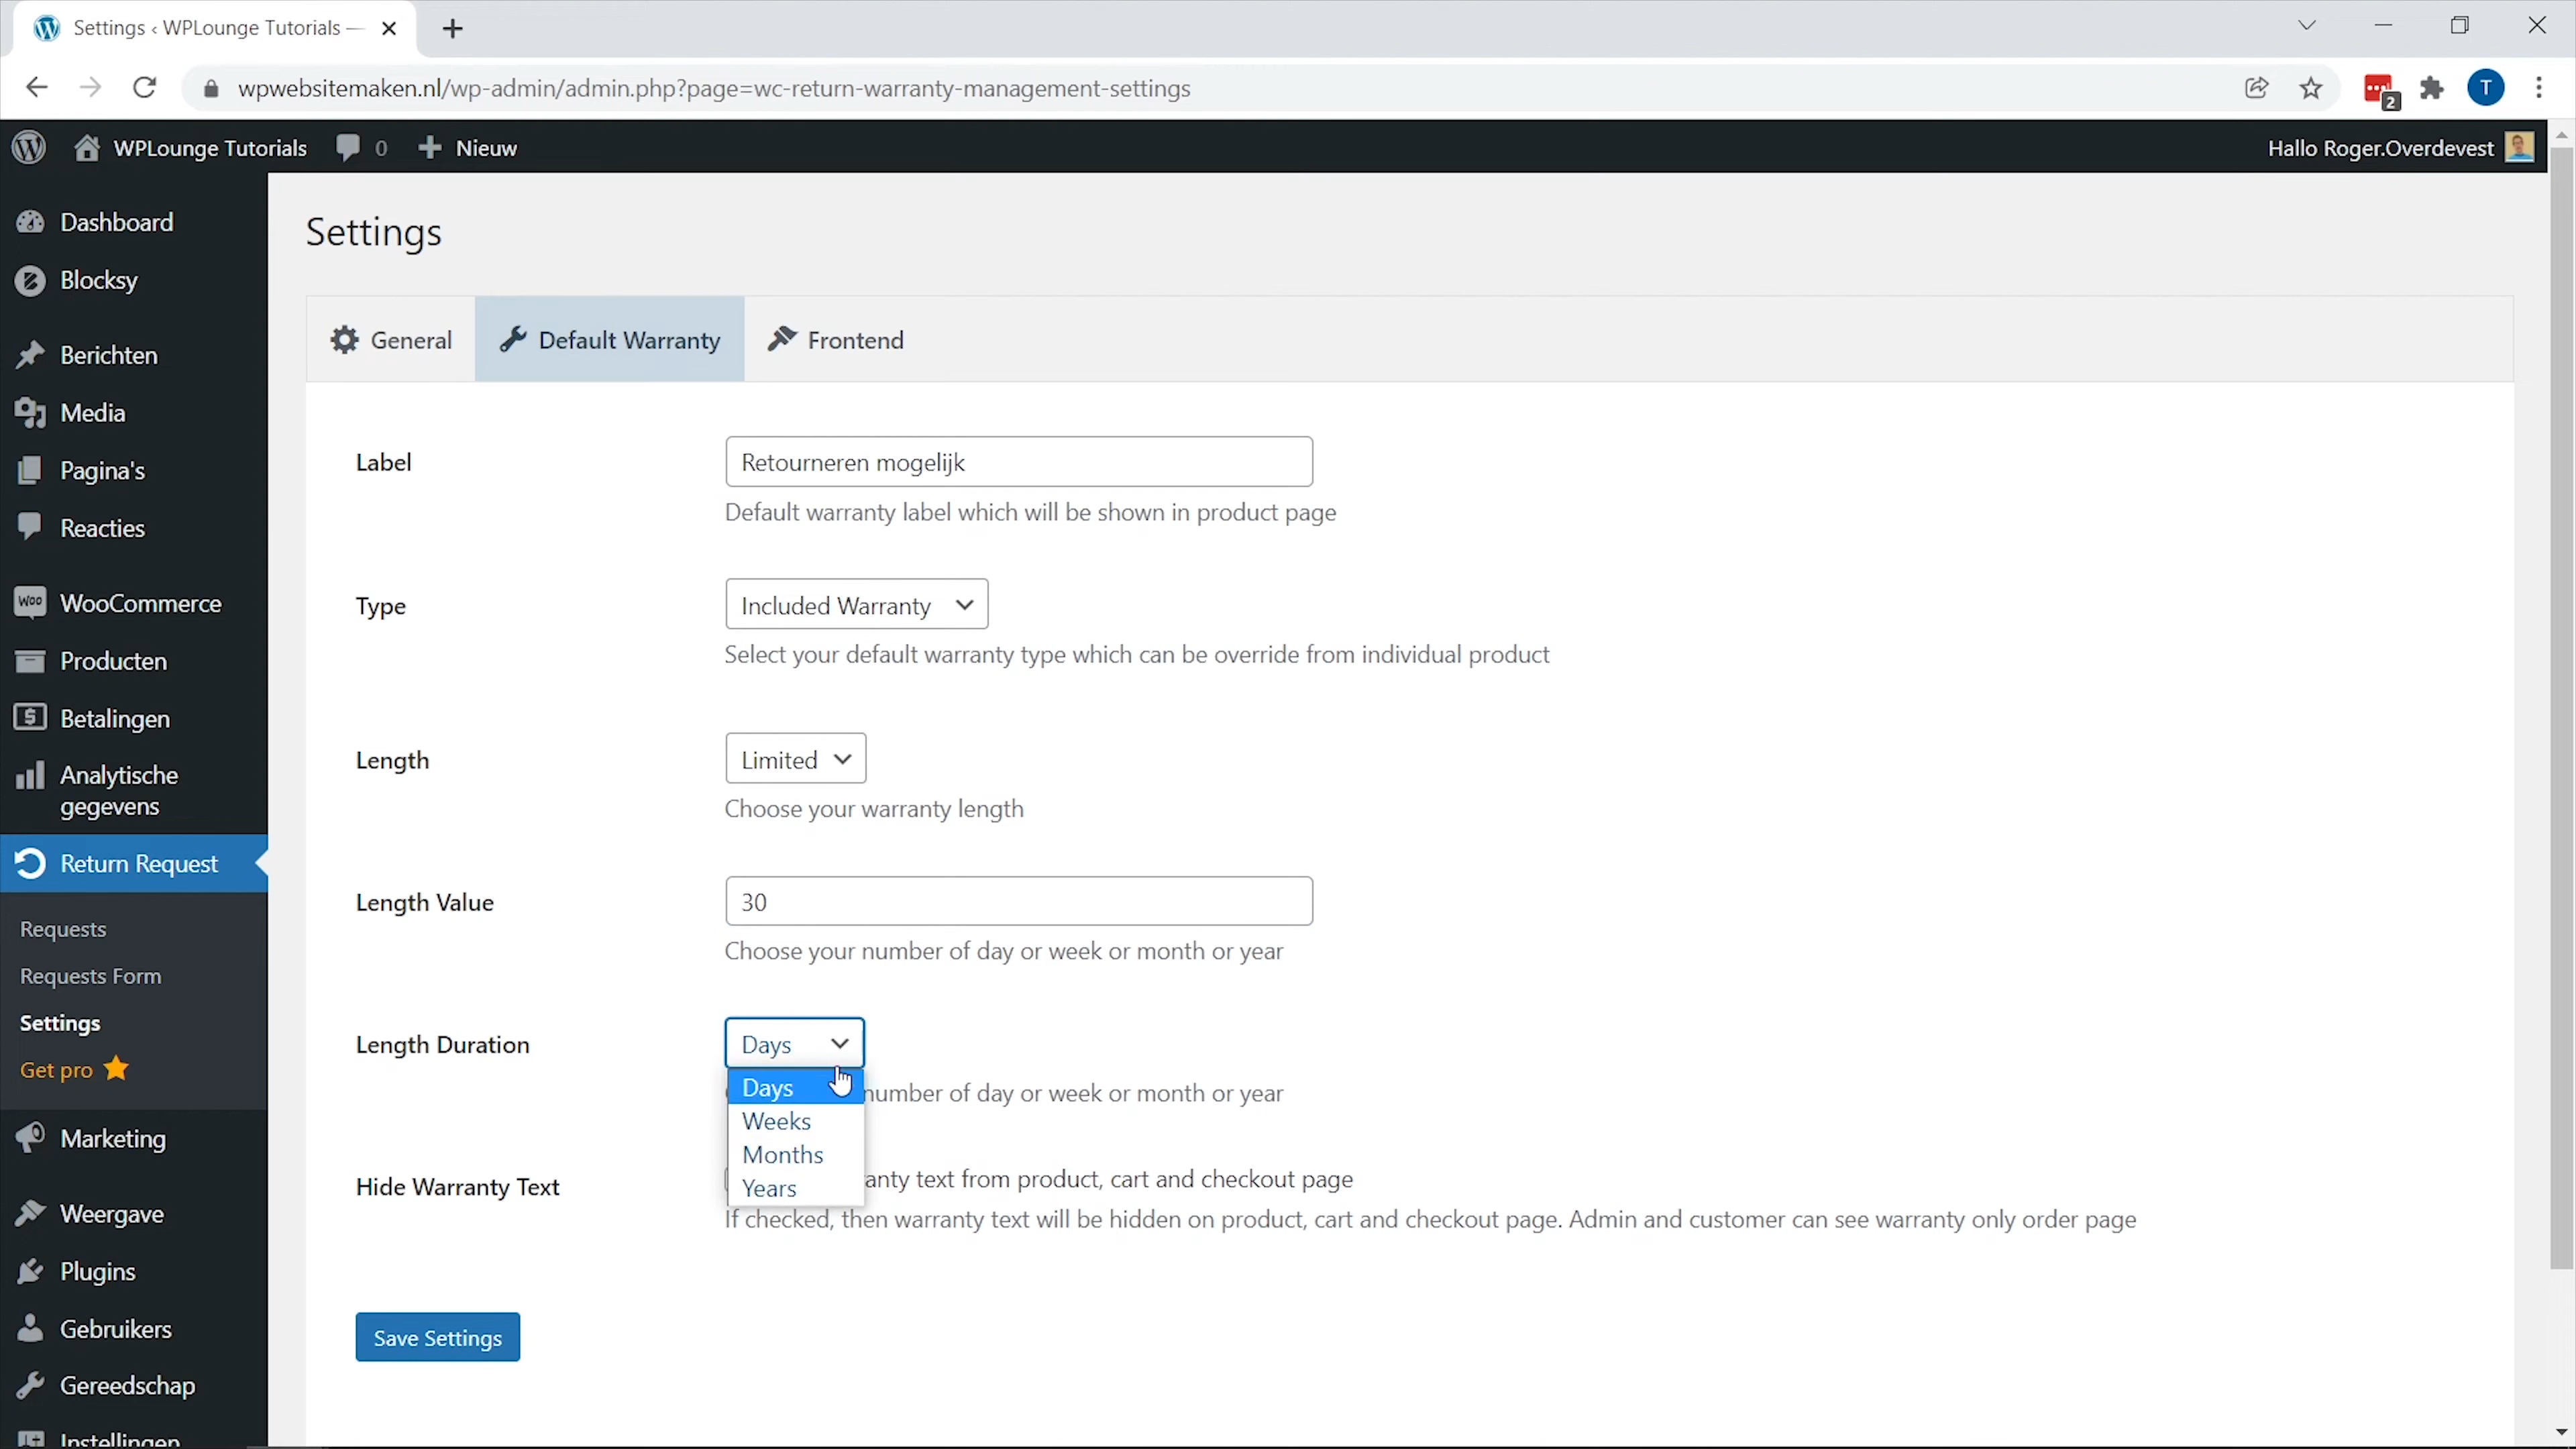 Settings ‹ WPLounge Tutorials —
wpwebsitemaken.nl/wp-admin/admin.php?page=wc-return-warranty-management-settings
2
T
WPLounge Tutorials
0
Nieuw
Hallo Roger.Overdevest
Dashboard
Blocksy
Berichten
Media
Pagina's
Reacties
Woo
WooCommerce
Producten
Betalingen
Analytische
gegevens
Return Request
Requests
Requests Form
Settings
Get pro
Marketing
Weergave
Plugins
Gebruikers
Gereedschap
Instellingen
Settings
General
Default Warranty
Frontend
Label
Retourneren mogelijk
Default warranty label which will be shown in product page
Type
Included Warranty
Select your default warranty type which can be override from individual product
Length
Limited
Choose your warranty length
Length Value
30
Choose your number of day or week or month or year
Length Duration
Days
Days
Weeks
Months
Years
number of day or week or month or year
Hide Warranty Text
anty text from product, cart and checkout page
If checked, then warranty text will be hidden on product, cart and checkout page. Admin and customer can see warranty only order page
Save Settings